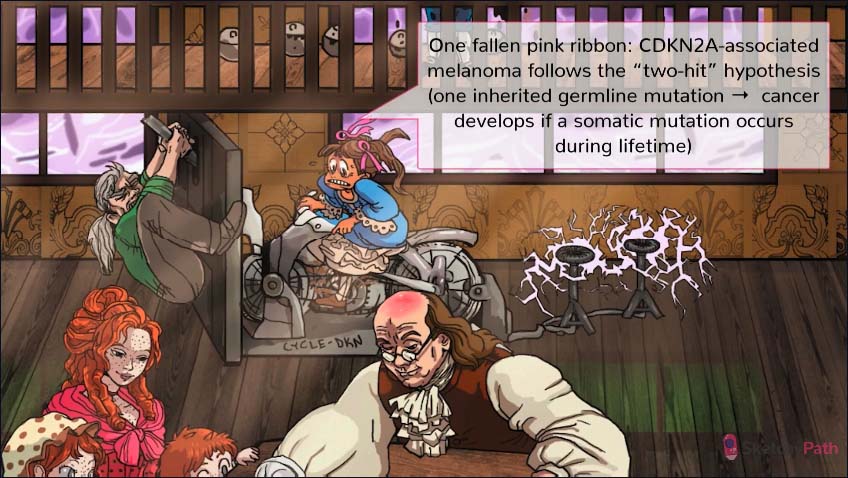 One fallen pink ribbon: CDKN2A-associated
melanoma follows the “two-hit” hypothesis
(one inherited germline mutation → cancer
develops if a somatic mutation occurs
during lifetime)
CYCLE-DKN
SketchyPath